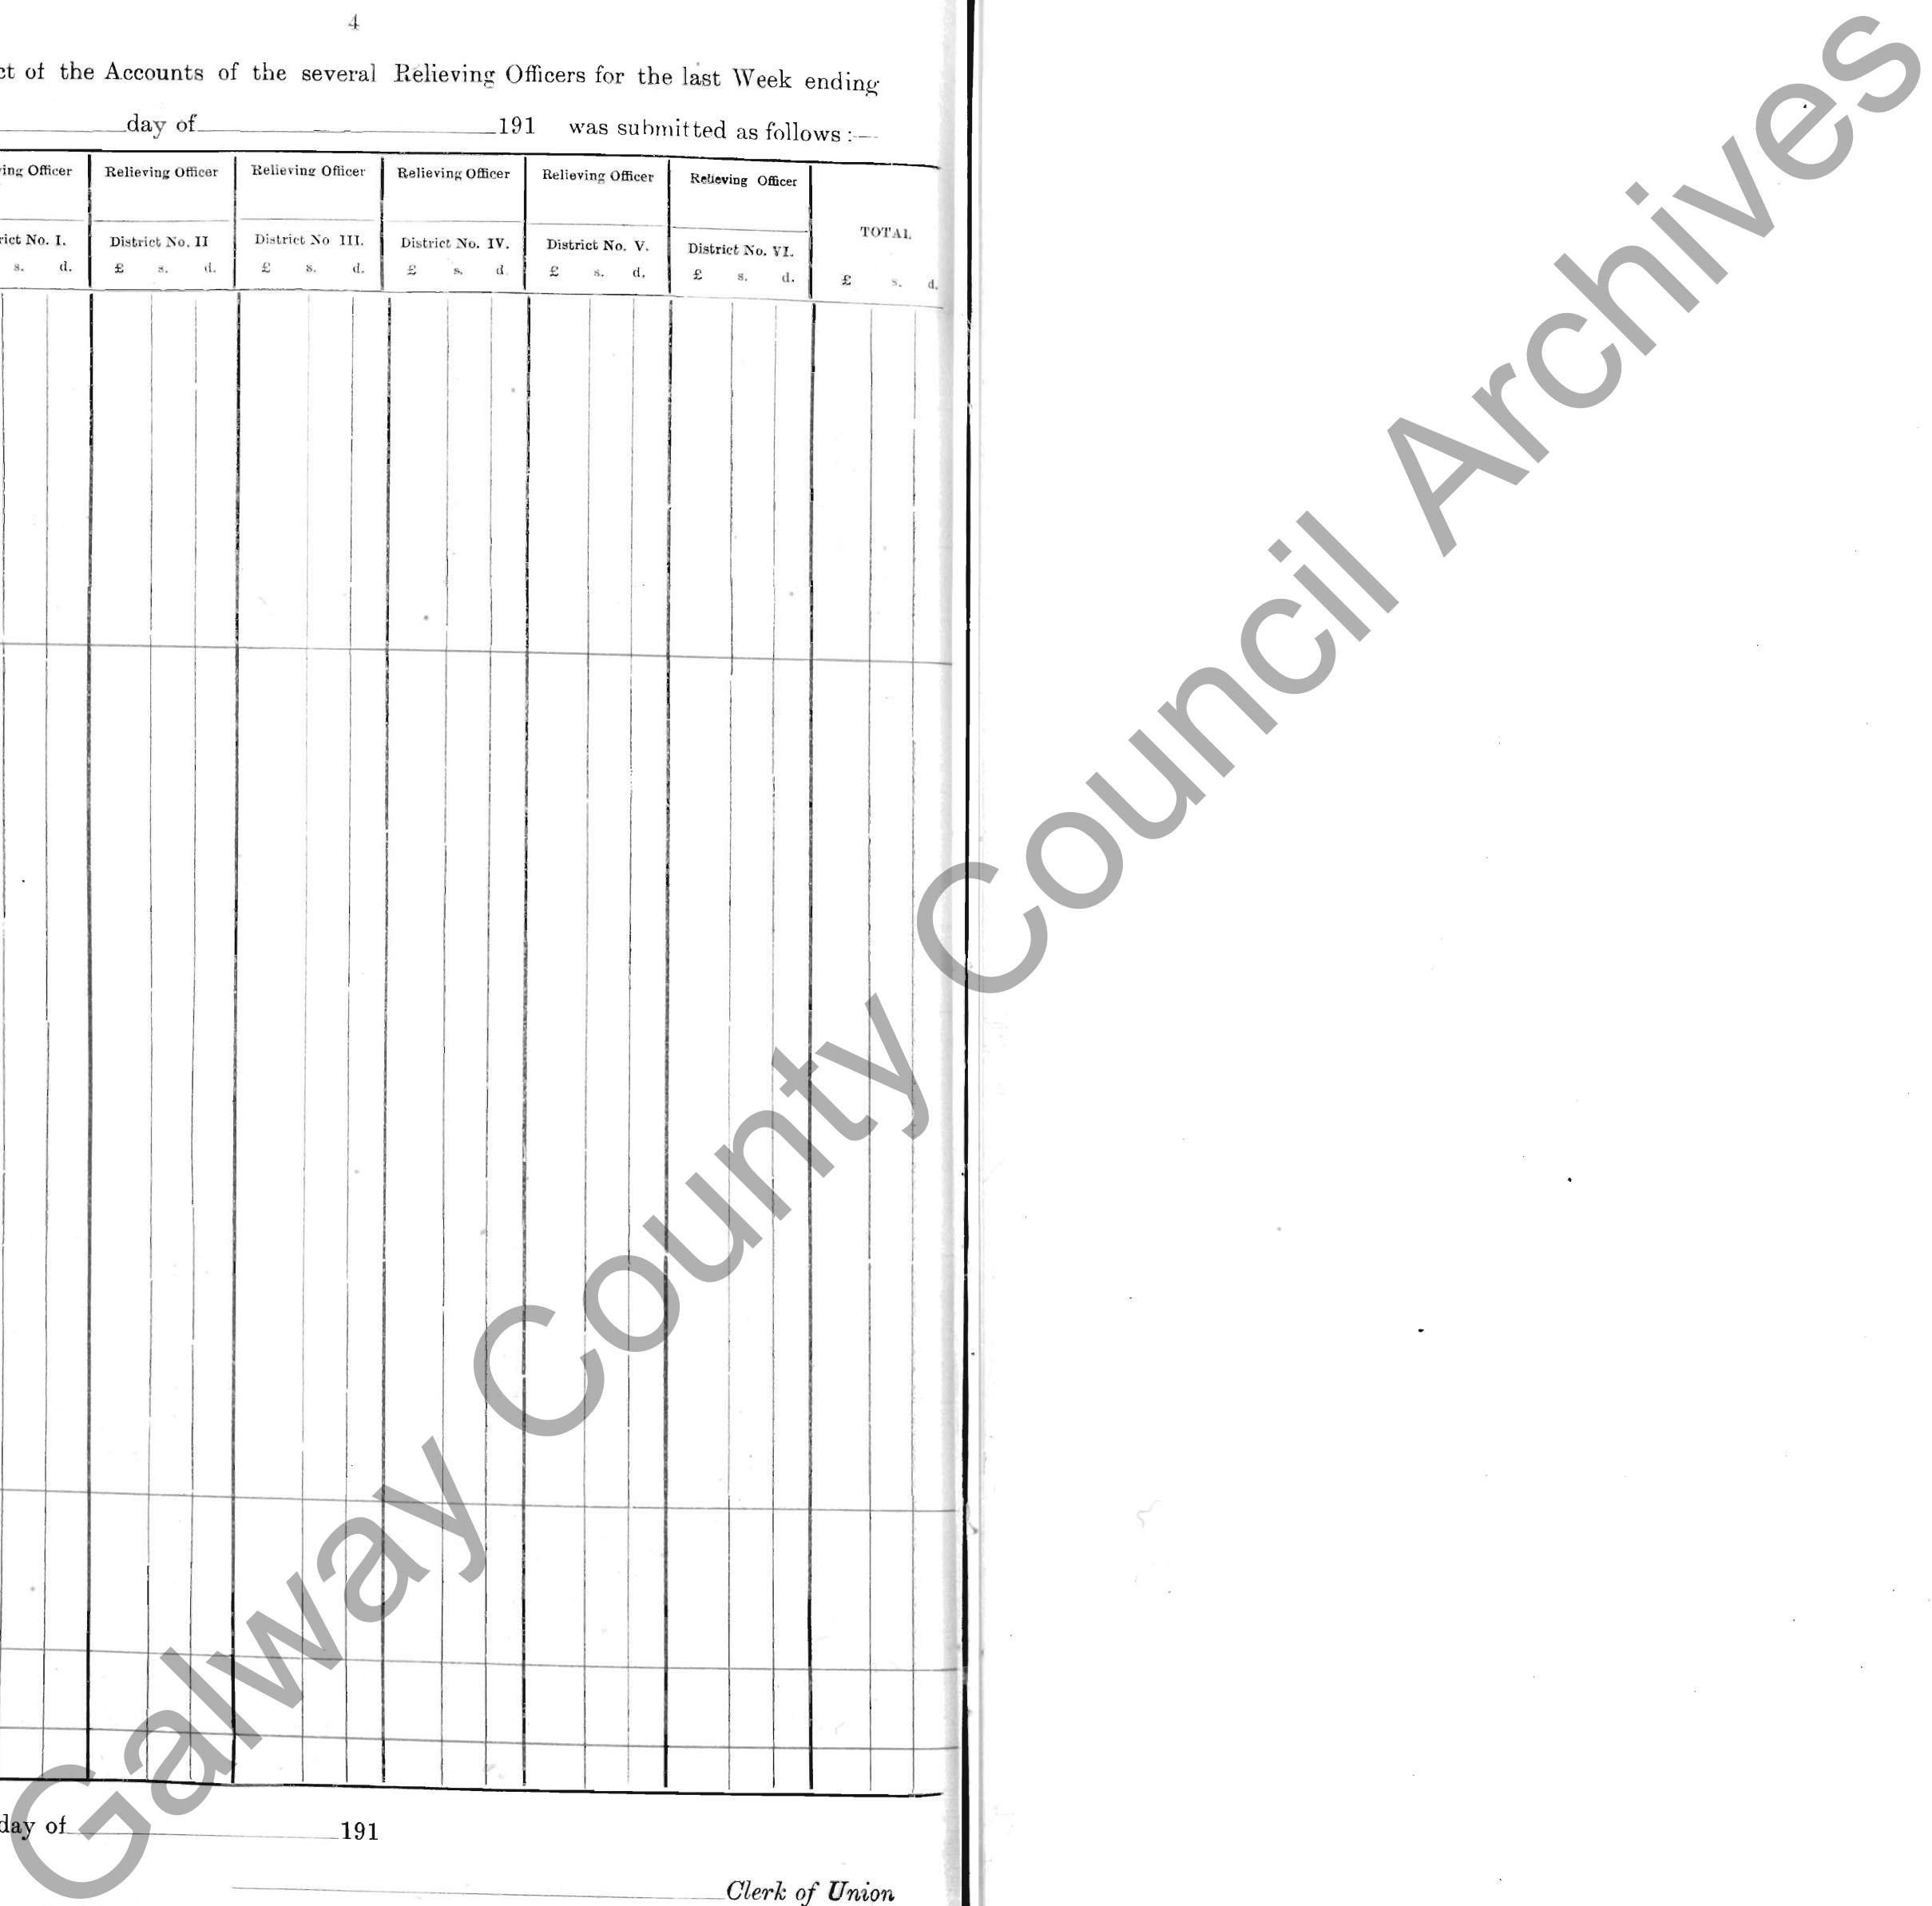 4
ct of the Accounts of the several Relieving Officers for the last Week ending
day of 191 was submitted as follows :—
ving Officer Relieving Officer Relieving Officer Relieving Officer Relieving Officer Relieving Officer
TOTAL
rict No. I. District No. II District No III. District No. IV. District No. V. District No. VI.
s. d. £ s. d. £ s. d. £ s. d. £ s. d. £ s. d. £ s. d.
day of 191
Clerk of Union
Galway County Council Archives